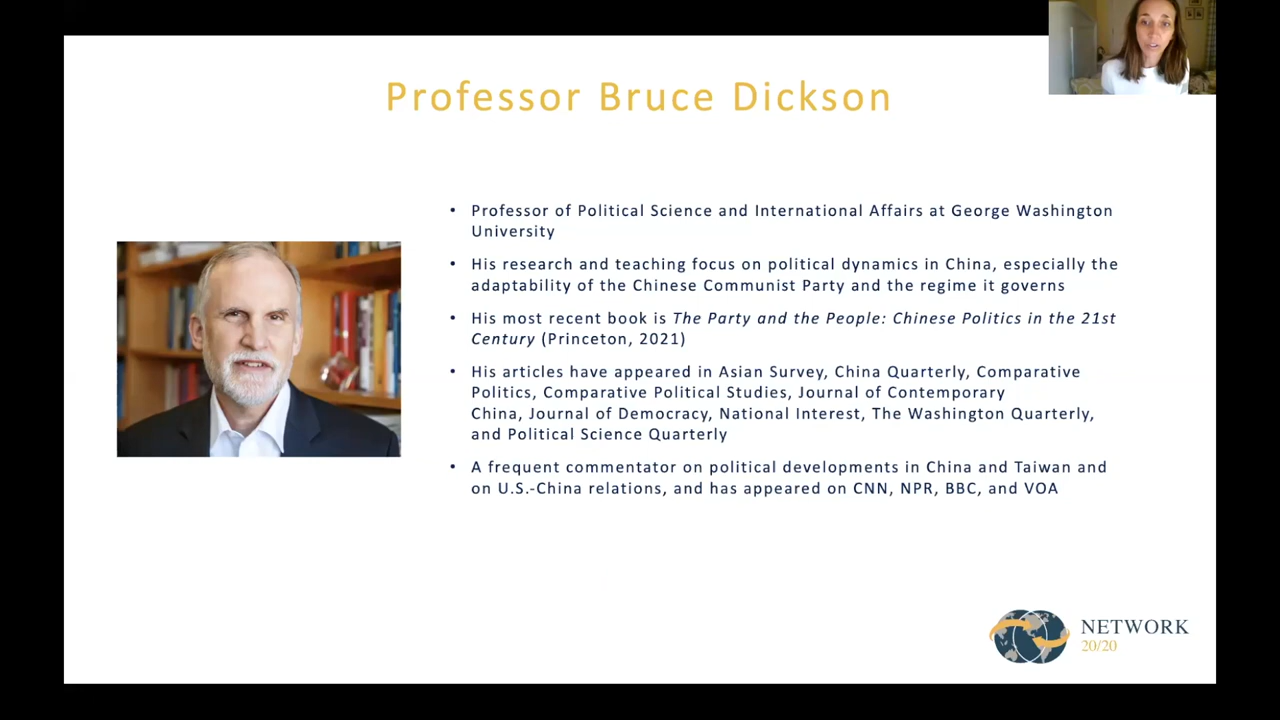 Professor Bruce Dickson
• Professor of Political Science and International Affairs at George Washington
University
• His research and teaching focus on political dynamics in China, especially the
adaptability of the Chinese Communist Party and the regime it governs
• His most recent book is The Party and the People: Chinese Politics in the 21st
Century (Princeton, 2021)
• His articles have appeared in Asian Survey, China Quarterly, Comparative
Politics, Comparative Political Studies, Journal of Contemporary
China, Journal of Democracy, National Interest, The Washington Quarterly,
and Political Science Quarterly
• A frequent commentator on political developments in China and Taiwan and
on U.S.-China relations, and has appeared on CNN, NPR, BBC, and VOA
NETWORK
20/20